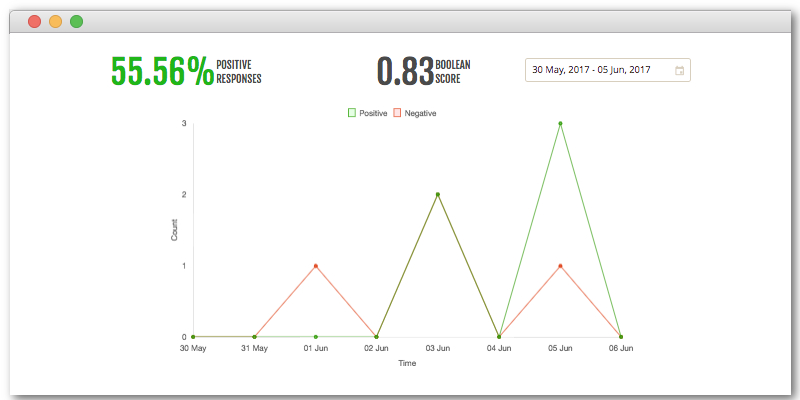 55.56% POSITIVE RESPONSES
0.83 BOOLEAN SCORE
30 May, 2017 - 05 Jun, 2017
Positive Negative
3
2
1
0
Count
30 May 31 May 01 Jun 02 Jun 03 Jun 04 Jun 05 Jun 06 Jun
Time